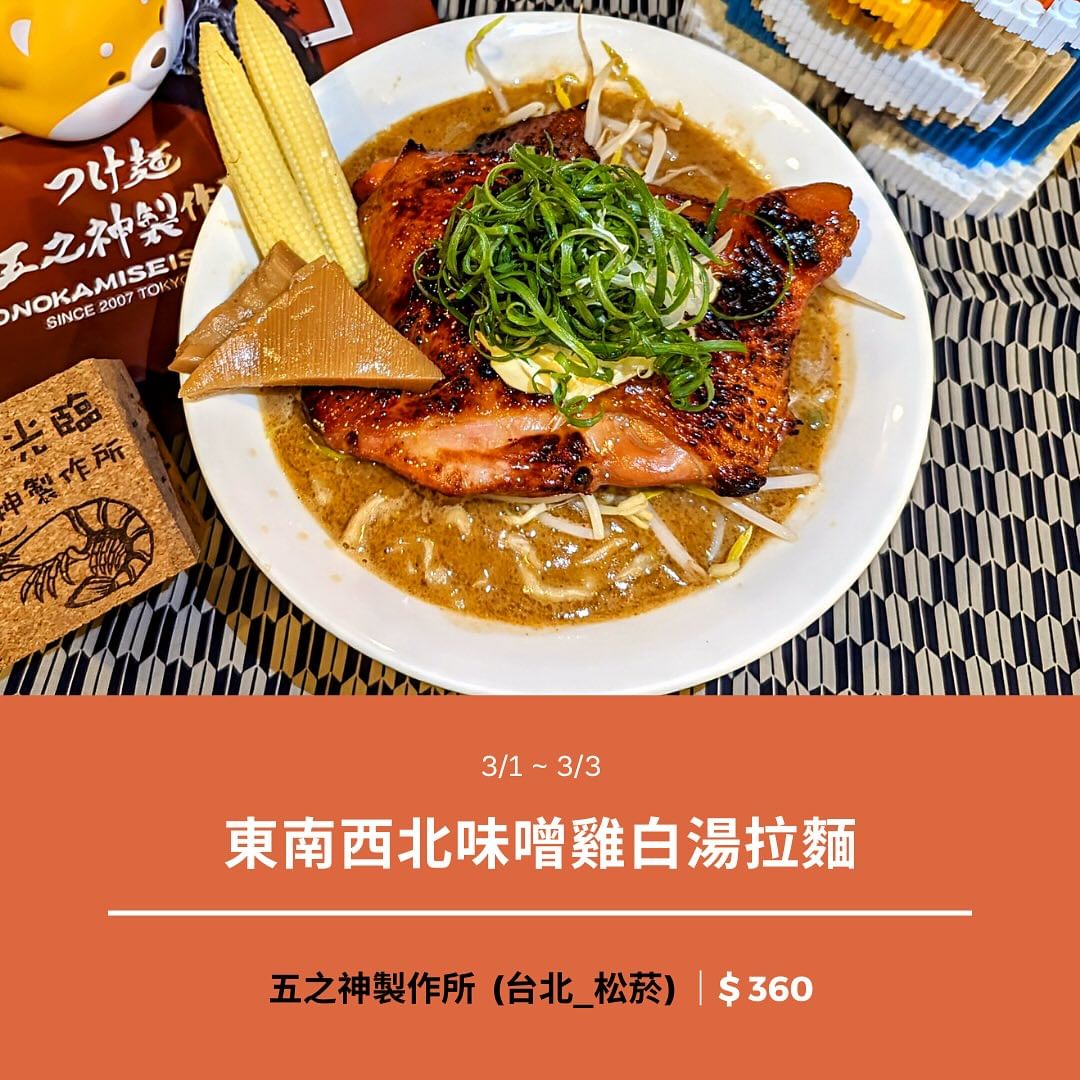 つけ麺
五之神製作
ONOKAMISEIS
SINCE 2007 TOKYO
光臨
神製作所
3/1 ~ 3/3
東南西北味噌雞白湯拉麵
五之神製作所 (台北_松菸)｜$ 360